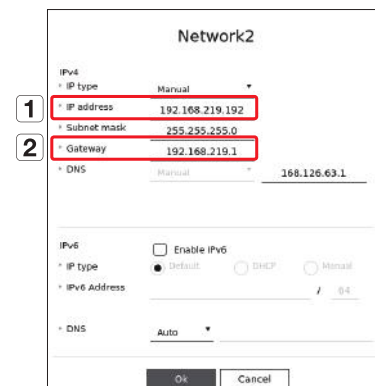 Network2
IPv4
IP type Manual
1 IP address 192.168.219.192
Subnet mask 255.255.255.0
2 Gateway 192.168.219.1
DNS Manual 168.126.63.1
IPv6 Enable IPv6
IP type Default DHCP Manual
IPv6 Address / 64
DNS Auto
Ok Cancel